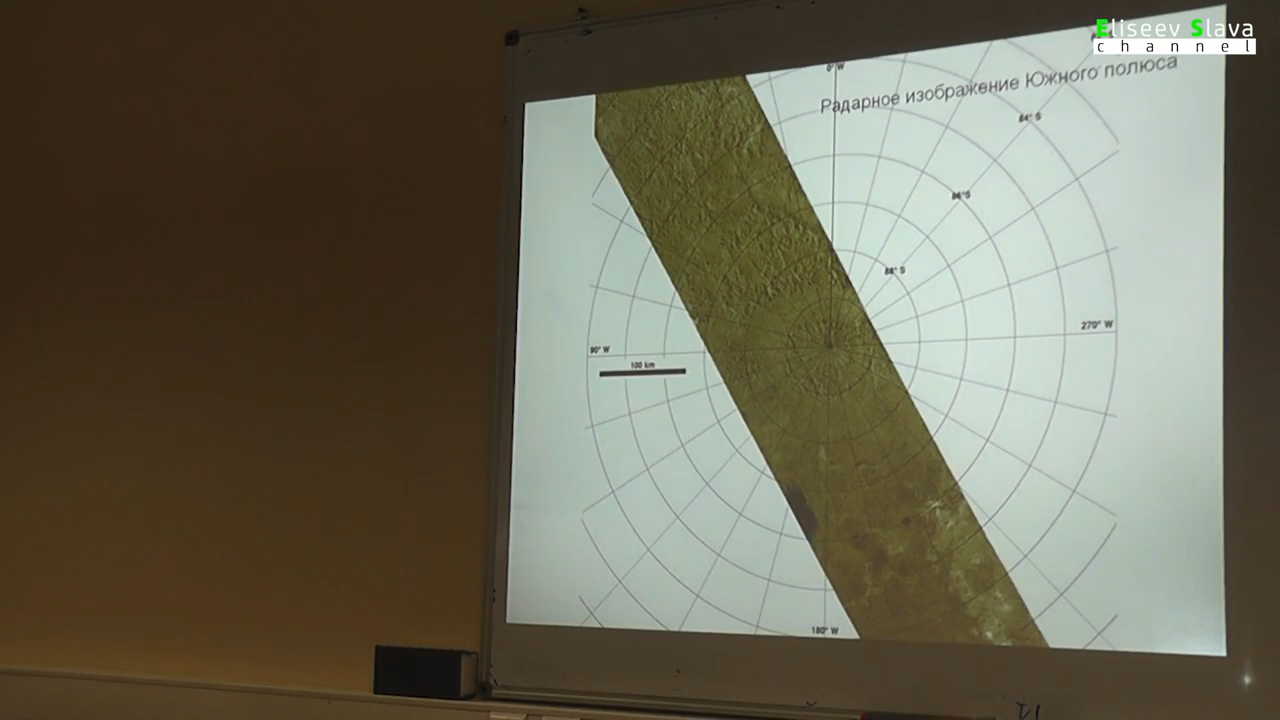 Eliseev Slava
channel
0° W
Радарное изображение Южного полюса
84° S
86° S
88° S
270° W
90° W
100 km
180° W